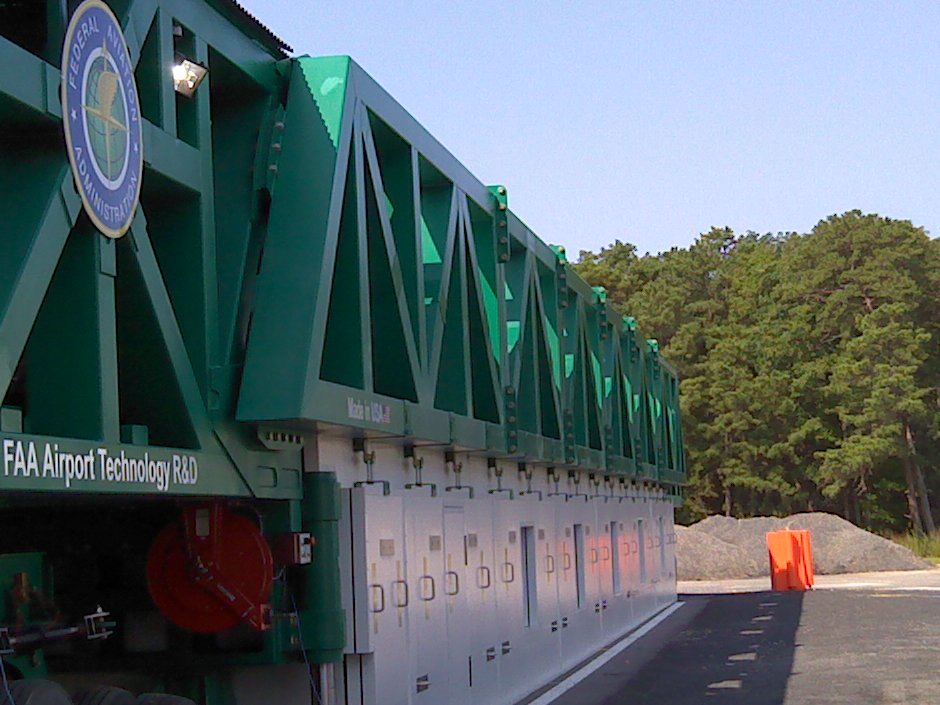 FEDERAL AVIATION
ADMINISTRATION
Made in USA
FAA Airport Technology R&D